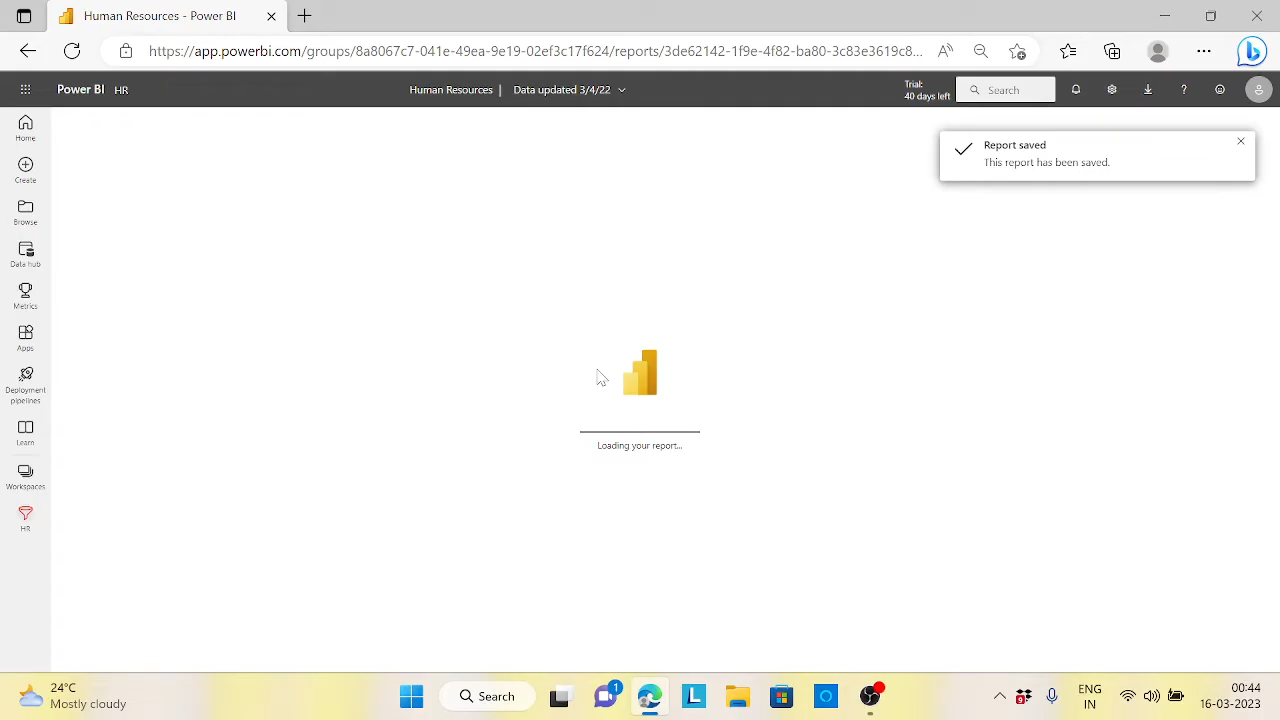 Human Resources - Power BI
https://app.powerbi.com/groups/8a8067c7-041e-49ea-9e19-02ef3c17f624/reports/3de62142-1f9e-4f82-ba80-3c83e3619c8...
Power BI HR
Human Resources | Data updated 3/4/22
Trial:
40 days left
Search
Home
Create
Browse
Data hub
Metrics
Apps
Deployment
pipelines
Learn
Workspaces
HR
Report saved
This report has been saved.
Loading your report...
24°C
Mostly cloudy
Search
1
L
9
ENG
IN
00:44
16-03-2023